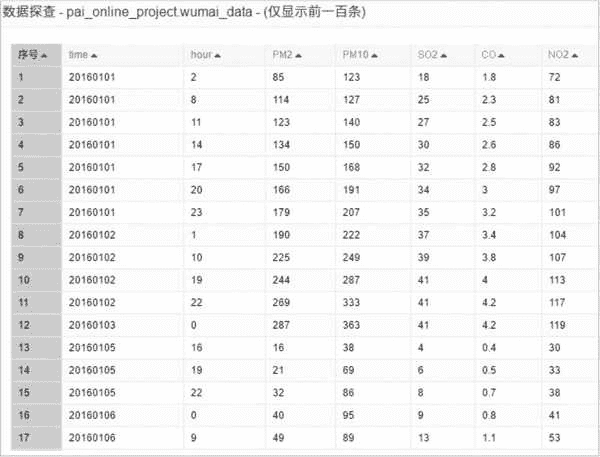 数据探查 - pai_online_project.wumai_data - (仅显示前一百条)
序号 time hour PM2 PM10 SO2 CO NO2
1 20160101 2 85 123 18 1.8 72
2 20160101 8 114 127 25 2.3 81
3 20160101 11 123 140 27 2.5 83
4 20160101 14 134 150 30 2.6 86
5 20160101 17 150 168 32 2.8 92
6 20160101 20 166 191 34 3 97
7 20160101 23 179 207 35 3.2 101
8 20160102 1 190 222 37 3.4 104
9 20160102 10 225 249 39 3.8 107
10 20160102 19 244 287 41 4 113
11 20160102 22 269 333 41 4.2 117
12 20160103 0 287 363 41 4.2 119
13 20160105 16 16 38 4 0.4 30
14 20160105 19 21 69 6 0.5 33
15 20160105 22 32 86 8 0.7 38
16 20160106 0 40 95 9 0.8 41
17 20160106 9 49 89 13 1.1 53